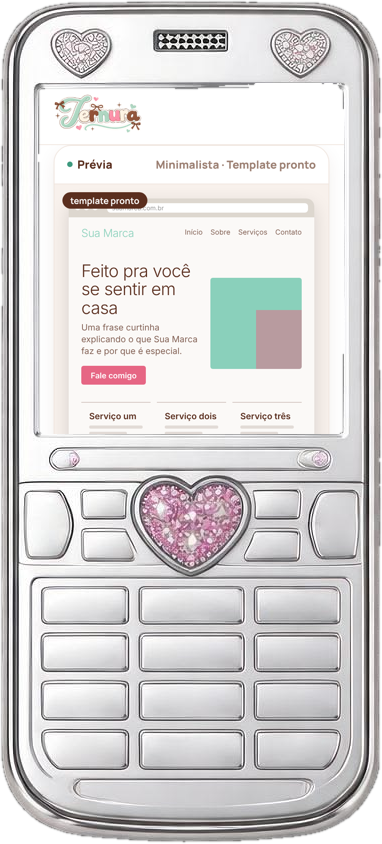 Ternura
Prévia
Minimalista · Template pronto
template pronto
.com.br
Sua Marca
Início Sobre Serviços Contato
Feito pra você
se sentir em
casa
Uma frase curtinha
explicando o que Sua Marca
faz e por que é especial.
Fale comigo
Serviço um Serviço dois Serviço três